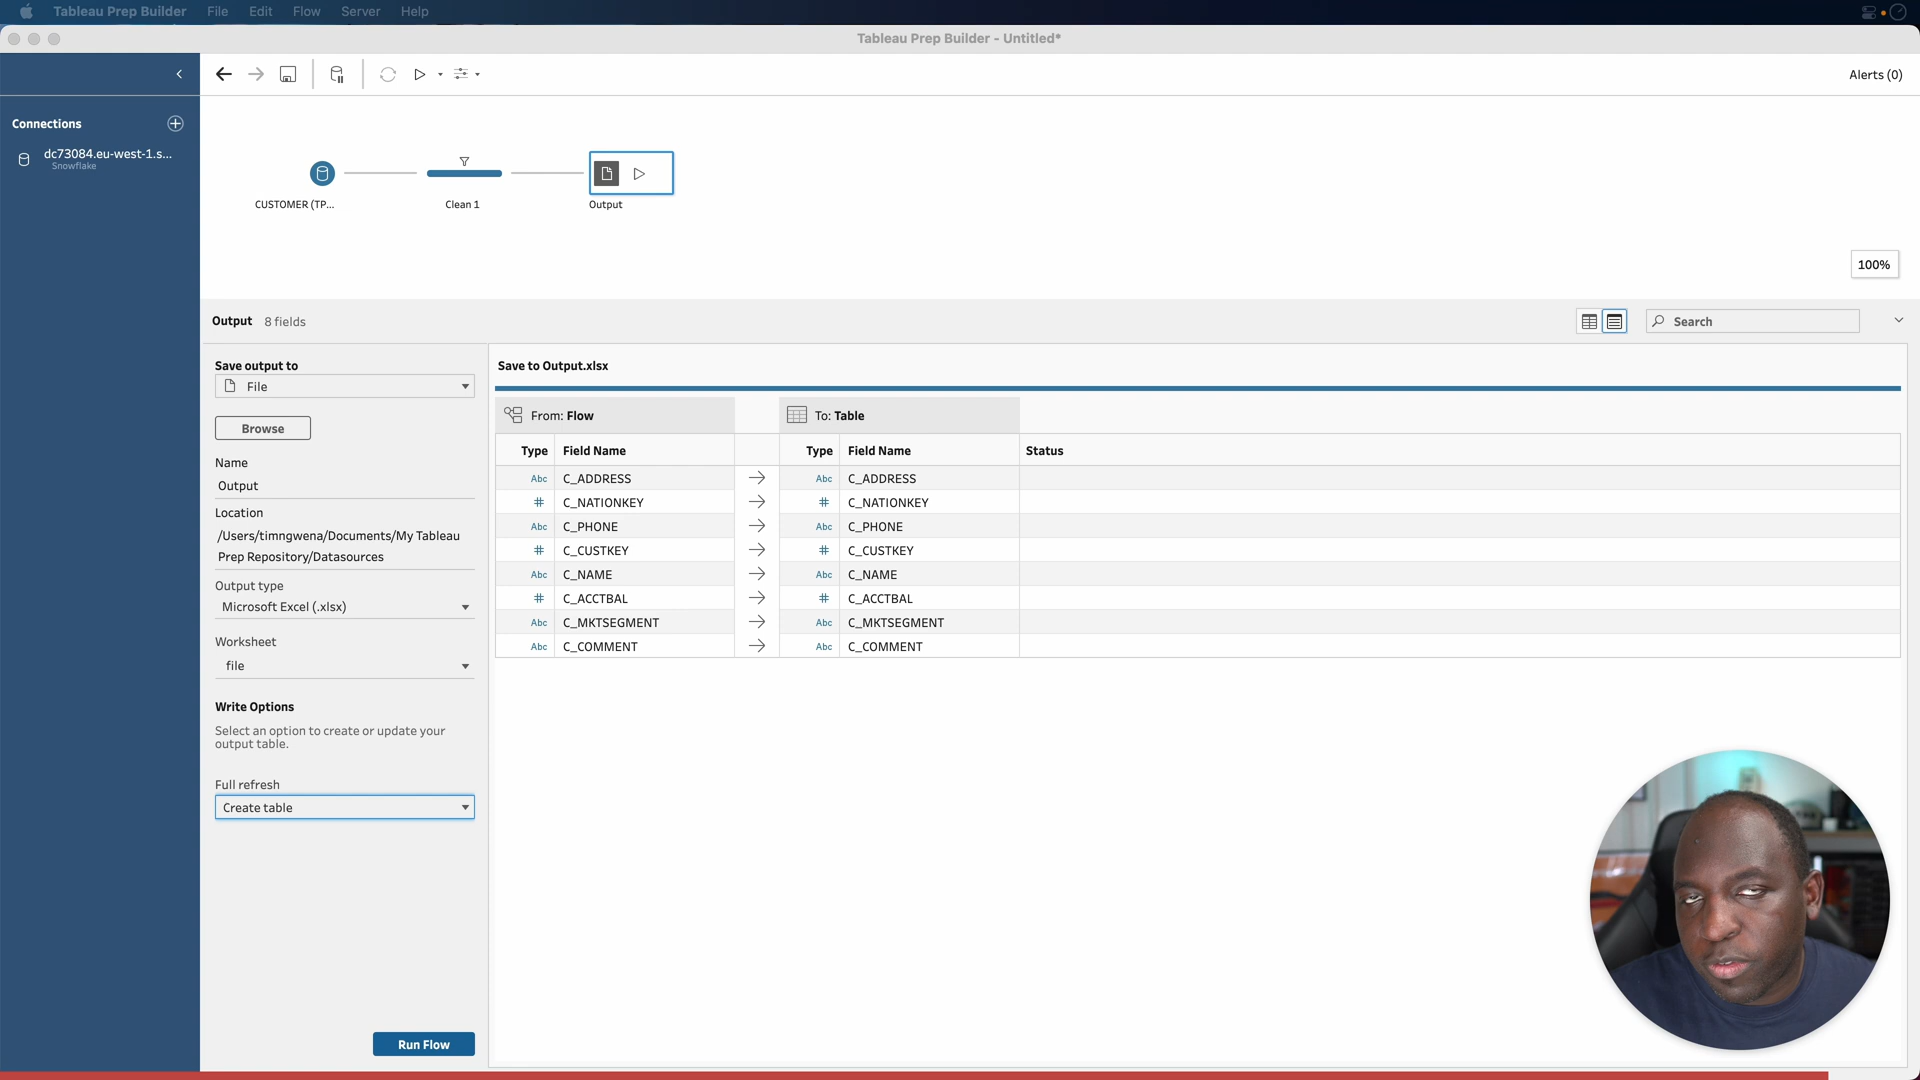 Tableau Prep Builder File Edit Flow Server Help
Tableau Prep Builder - Untitled*
Alerts (0)
Connections
dc73084.eu-west-1.s...
Snowflake
CUSTOMER (TP...
Clean 1
Output
100%
Output 8 fields
Search
Save output to
File
Browse
Name
Output
Location
/Users/timngwena/Documents/My Tableau
Prep Repository/Datasources
Output type
Microsoft Excel (.xlsx)
Worksheet
file
Write Options
Select an option to create or update your
output table.
Full refresh
Create table
Run Flow
Save to Output.xlsx
From: Flow To: Table
Type Field Name Type Field Name Status
Abc C_ADDRESS Abc C_ADDRESS
# C_NATIONKEY # C_NATIONKEY
Abc C_PHONE Abc C_PHONE
# C_CUSTKEY # C_CUSTKEY
Abc C_NAME Abc C_NAME
# C_ACCTBAL # C_ACCTBAL
Abc C_MKTSEGMENT Abc C_MKTSEGMENT
Abc C_COMMENT Abc C_COMMENT